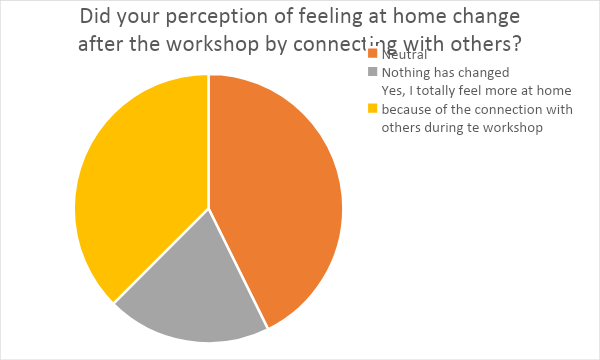 Did your perception of feeling at home change
after the workshop by connecting with others?
Neutral
Nothing has changed
Yes, I totally feel more at home
because of the connection with
others during te workshop